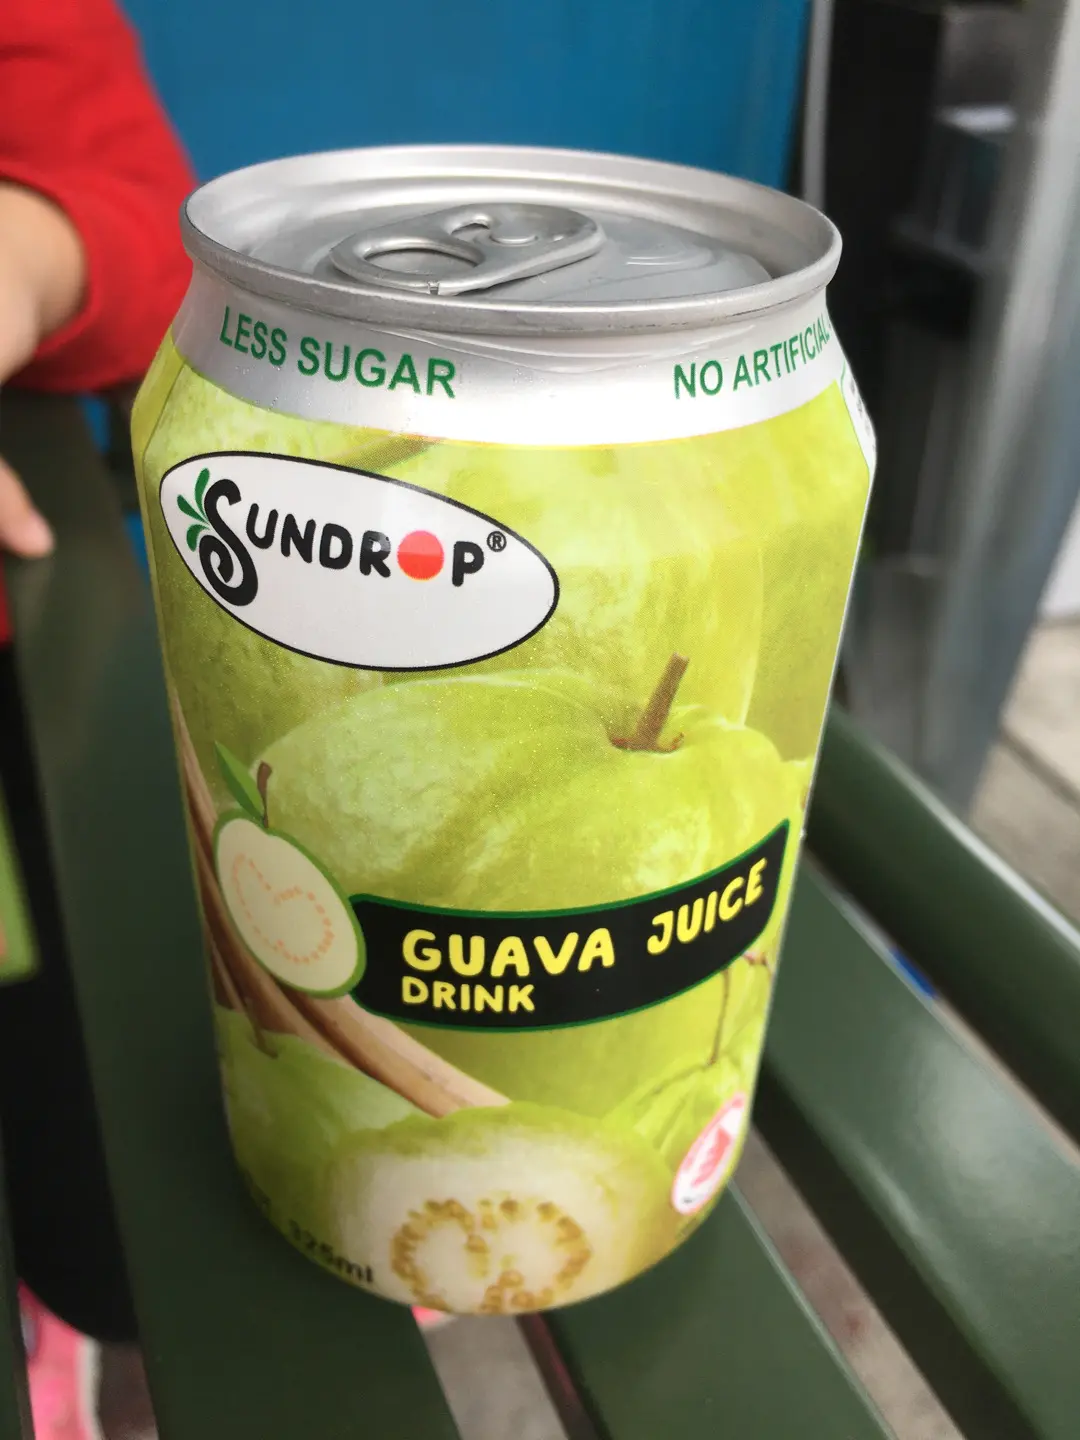 LESS SUGAR
NO ARTIFICIAL
SUNDROP®
GUAVA JUICE
DRINK
325ml